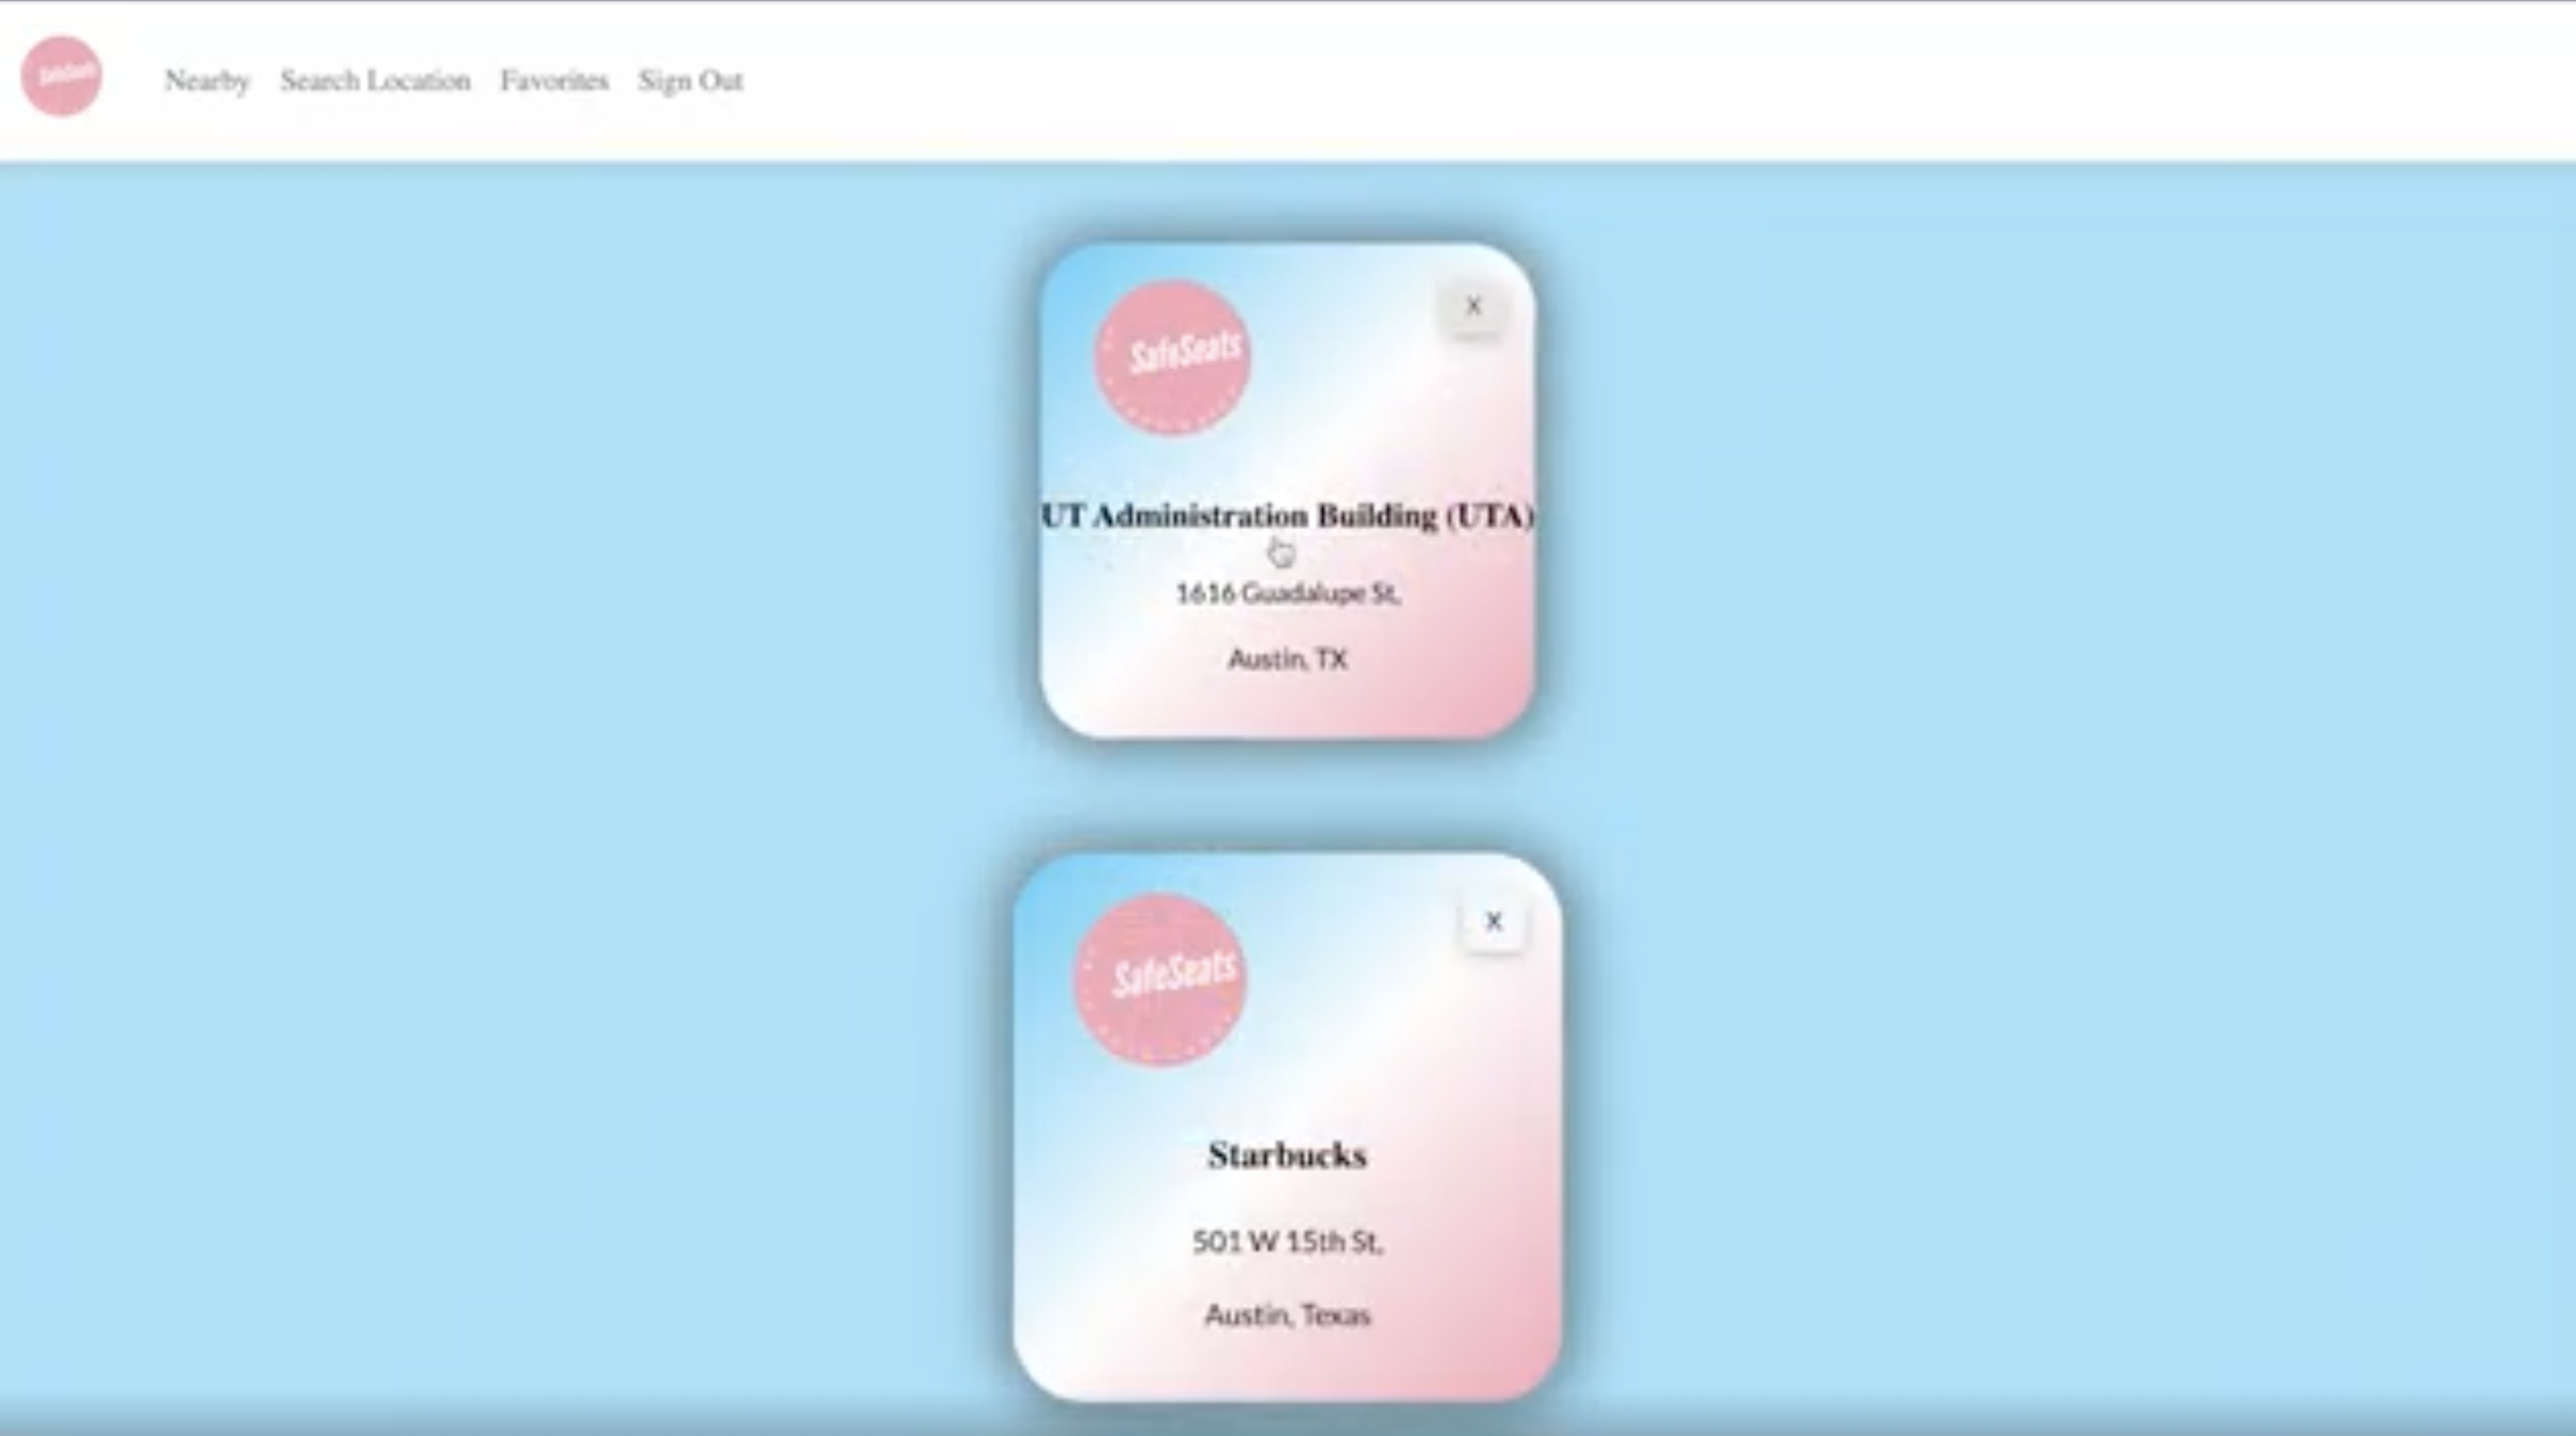 SafeSeats
Nearby Search Location Favorites Sign Out
SafeSeats
X
UT Administration Building (UTA)
1616 Guadalupe St,
Austin, TX
SafeSeats
X
Starbucks
501 W 15th St,
Austin, Texas